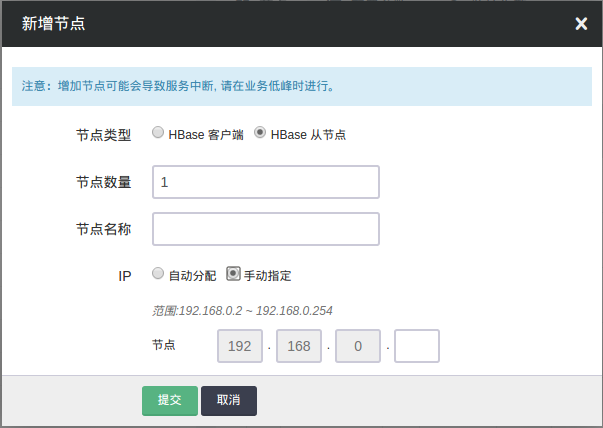 新增节点
注意：增加节点可能会导致服务中断, 请在业务低峰时进行。
节点类型 HBase 客户端 HBase 从节点
节点数量 1
节点名称
IP 自动分配 手动指定
范围:192.168.0.2 ~ 192.168.0.254
节点 192 . 168 . 0 .
提交 取消